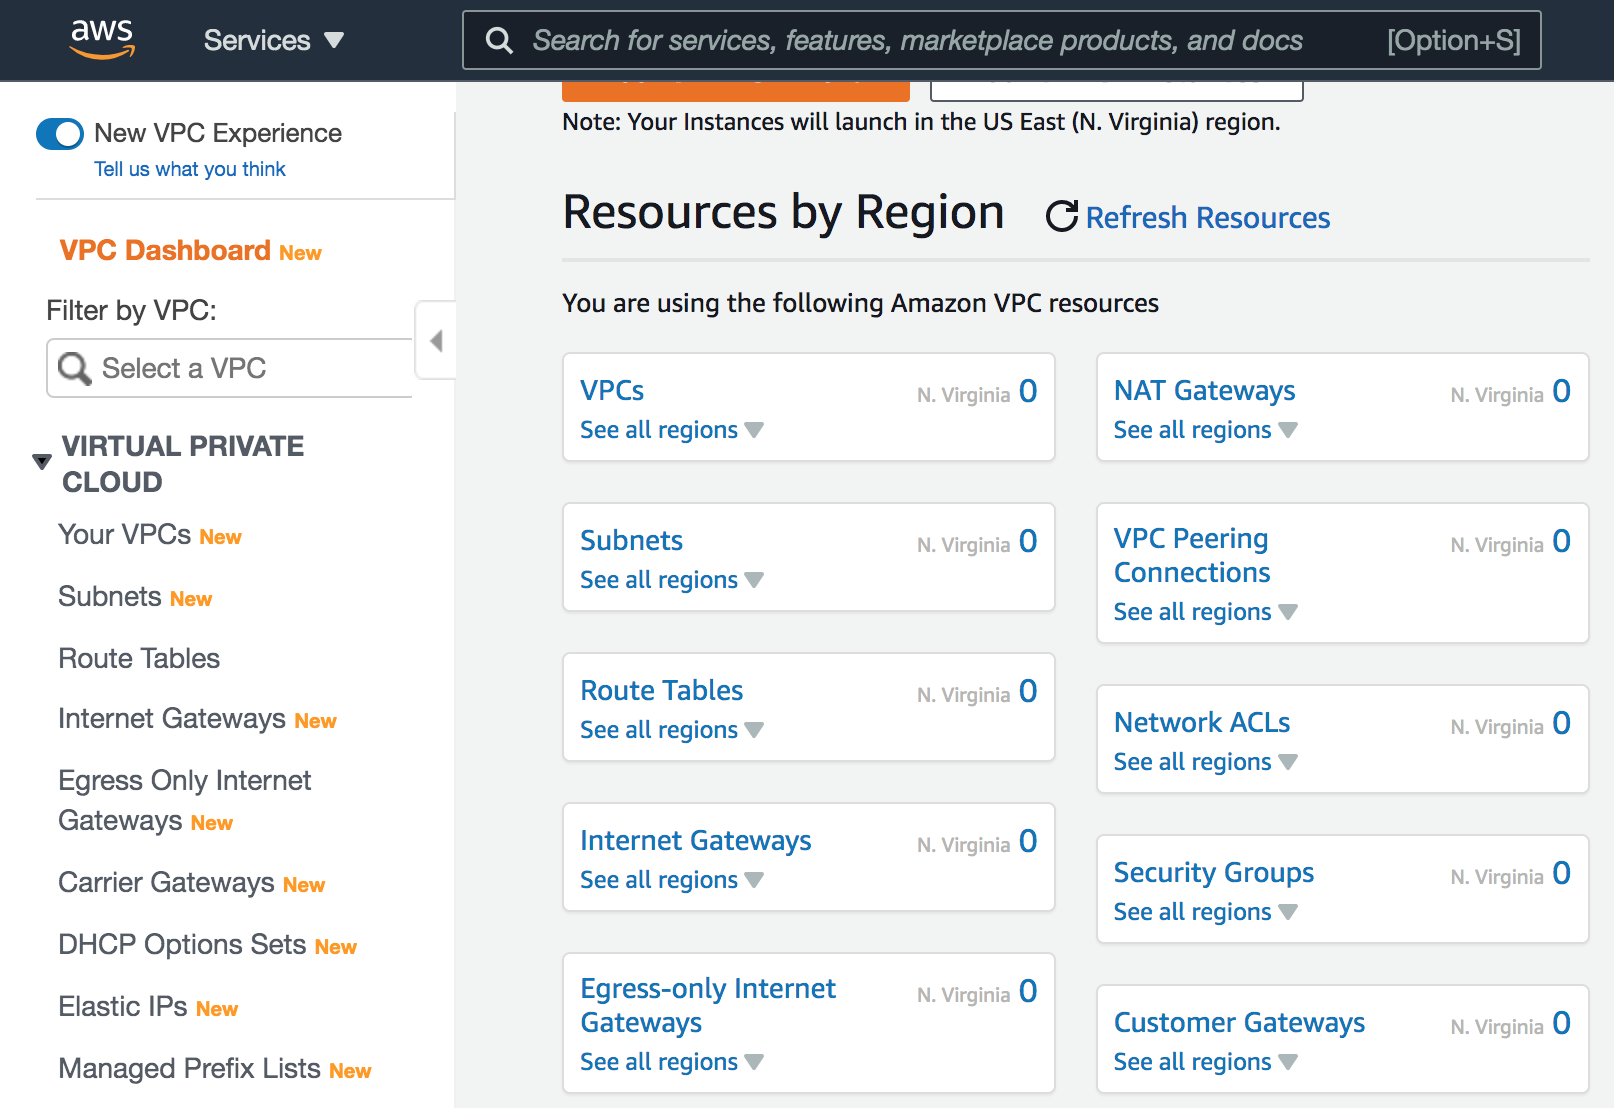 aws
Services
Search for services, features, marketplace products, and docs
[Option+S]
New VPC Experience
Tell us what you think
VPC Dashboard New
Filter by VPC:
Select a VPC
VIRTUAL PRIVATE
CLOUD
Your VPCs New
Subnets New
Route Tables
Internet Gateways New
Egress Only Internet
Gateways New
Carrier Gateways New
DHCP Options Sets New
Elastic IPs New
Managed Prefix Lists New
Note: Your Instances will launch in the US East (N. Virginia) region.
Resources by Region
Refresh Resources
You are using the following Amazon VPC resources
VPCs N. Virginia 0
See all regions
Subnets N. Virginia 0
See all regions
Route Tables N. Virginia 0
See all regions
Internet Gateways N. Virginia 0
See all regions
Egress-only Internet N. Virginia 0
Gateways
See all regions
NAT Gateways N. Virginia 0
See all regions
VPC Peering N. Virginia 0
Connections
See all regions
Network ACLs N. Virginia 0
See all regions
Security Groups N. Virginia 0
See all regions
Customer Gateways N. Virginia 0
See all regions